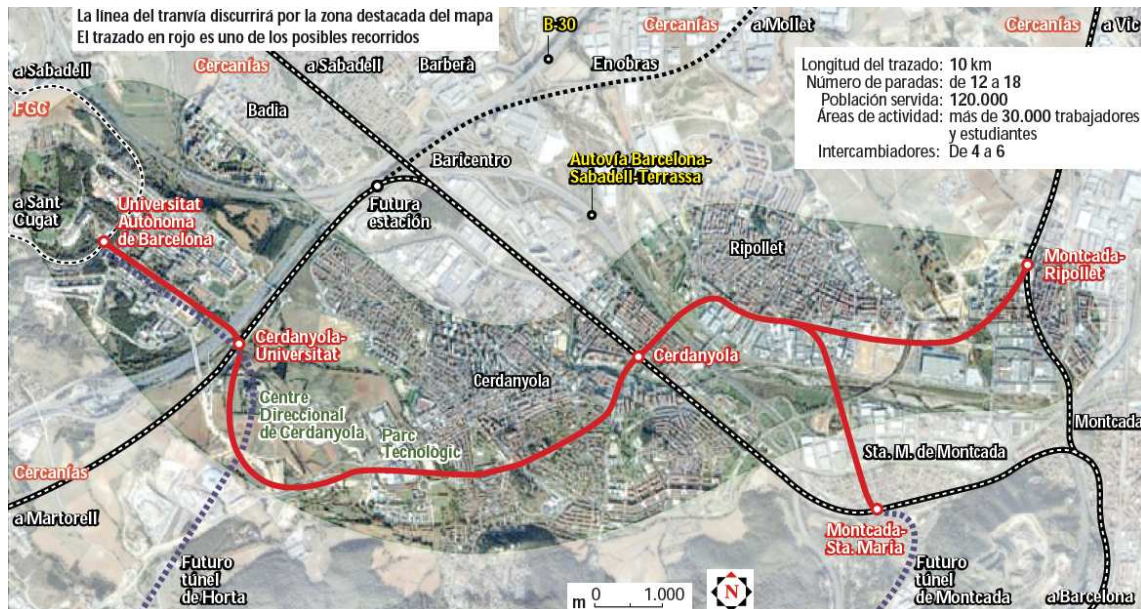 La línea del tranvía discurrirá por la zona destacada del mapa
El trazado en rojo es uno de los posibles recorridos
B-30
Cercanías
a Mollet
Cercanías
a Vic
a Sabadell
Cercanías
a Sabadell
Barberà
En obras
FGC
Badia
Longitud del trazado: 10 km
Número de paradas: de 12 a 18
Población servida: 120.000
Áreas de actividad: más de 30.000 trabajadores
y estudiantes
Intercambiadores: De 4 a 6
Baricentro
Autovía Barcelona-
Sabadell-Terrassa
a Sant
Cugat
Universitat
Autònoma
de Barcelona
Futura
estación
Ripollet
Montcada-
Ripollet
Cerdanyola-
Universitat
Cerdanyola
Cerdanyola
Centre
Direccional
de Cerdanyola
Parc
Tecnològic
Montcada
Sta. M. de Montcada
Cercanías
a Martorell
Montcada-
Sta. María
Futuro
túnel
de Horta
m 0 1.000
N
Futuro
túnel
de Montcada
a Barcelona